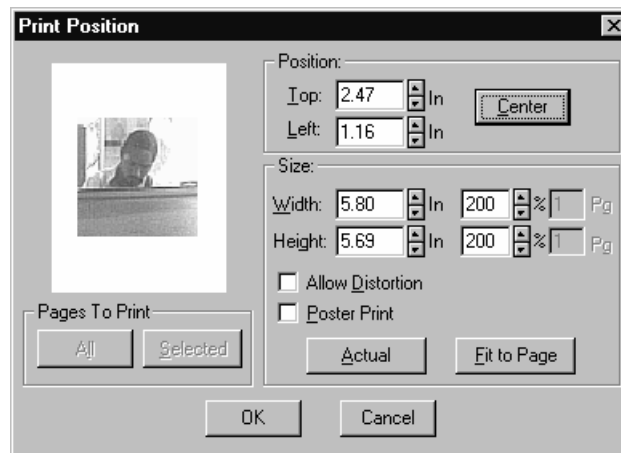 Print Position
Position:
Top: 2.47 In
Center
Left: 1.16 In
Size:
Width: 5.80 In 200 % 1 Pg
Height: 5.69 In 200 % 1 Pg
Allow Distortion
Poster Print
Pages To Print
All Selected
Actual Fit to Page
OK Cancel